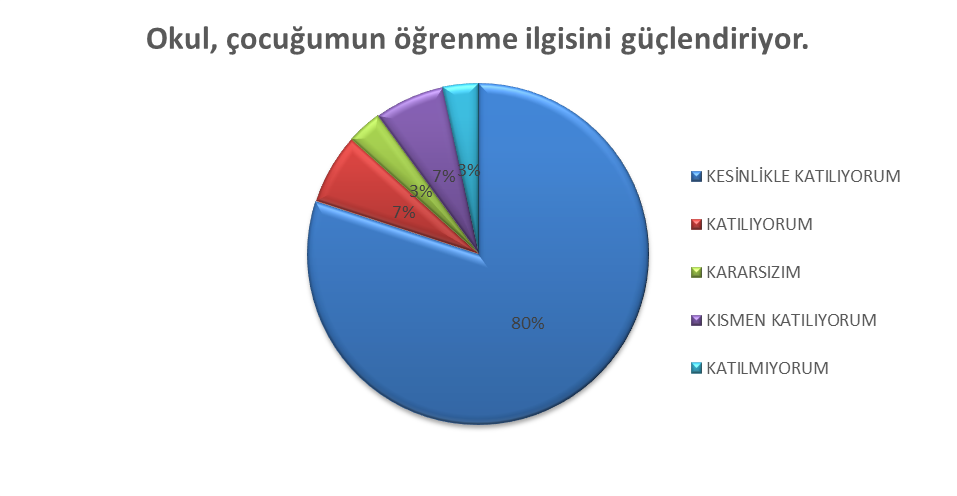 Okul, çocuğumun öğrenme ilgisini güçlendiriyor.
3%
7%
3%
7%
80%
KESİNLİKLE KATILIYORUM
KATILIYORUM
KARARSIZIM
KISMEN KATILIYORUM
KATILMIYORUM